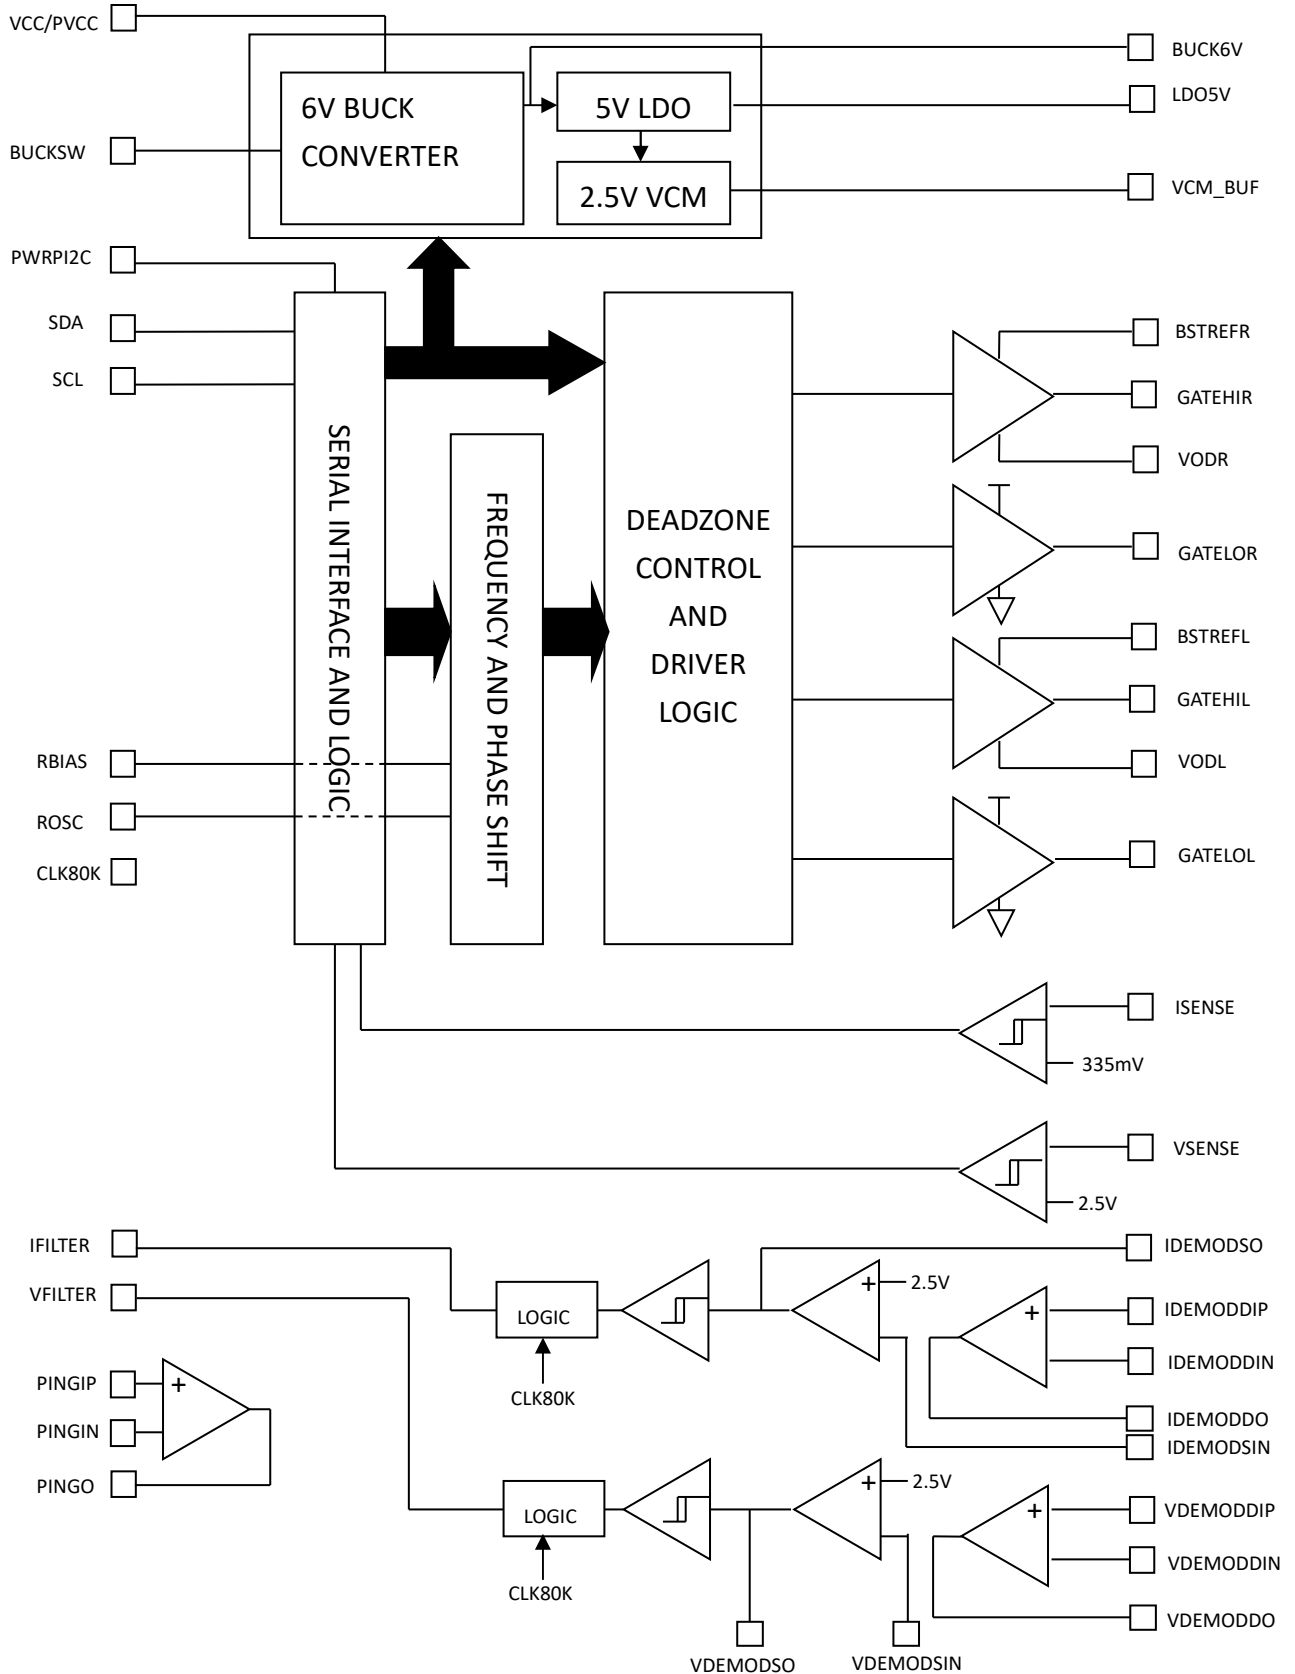 VCC/PVCC
BUCK6V
6V BUCK
CONVERTER
5V LDO
LDO5V
BUCKSW
2.5V VCM
VCM_BUF
PWRPI2C
SDA
SCL
SERIAL INTERFACE AND LOGIC
FREQUENCY AND PHASE SHIFT
DEADZONE
CONTROL
AND
DRIVER
LOGIC
BSTREFR
GATEHIR
VODR
GATELOR
BSTREFL
GATEHIL
VODL
GATELOL
RBIAS
ROSC
CLK80K
ISENSE
335mV
VSENSE
2.5V
IFILTER
VFILTER
LOGIC
CLK80K
+
2.5V
IDEMODSO
+
IDEMODDIP
IDEMODDIN
IDEMODDO
IDEMODSIN
PINGIP
+
PINGIN
PINGO
LOGIC
CLK80K
+
2.5V
+
VDEMODDIP
VDEMODDIN
VDEMODDO
VDEMODSO
VDEMODSIN